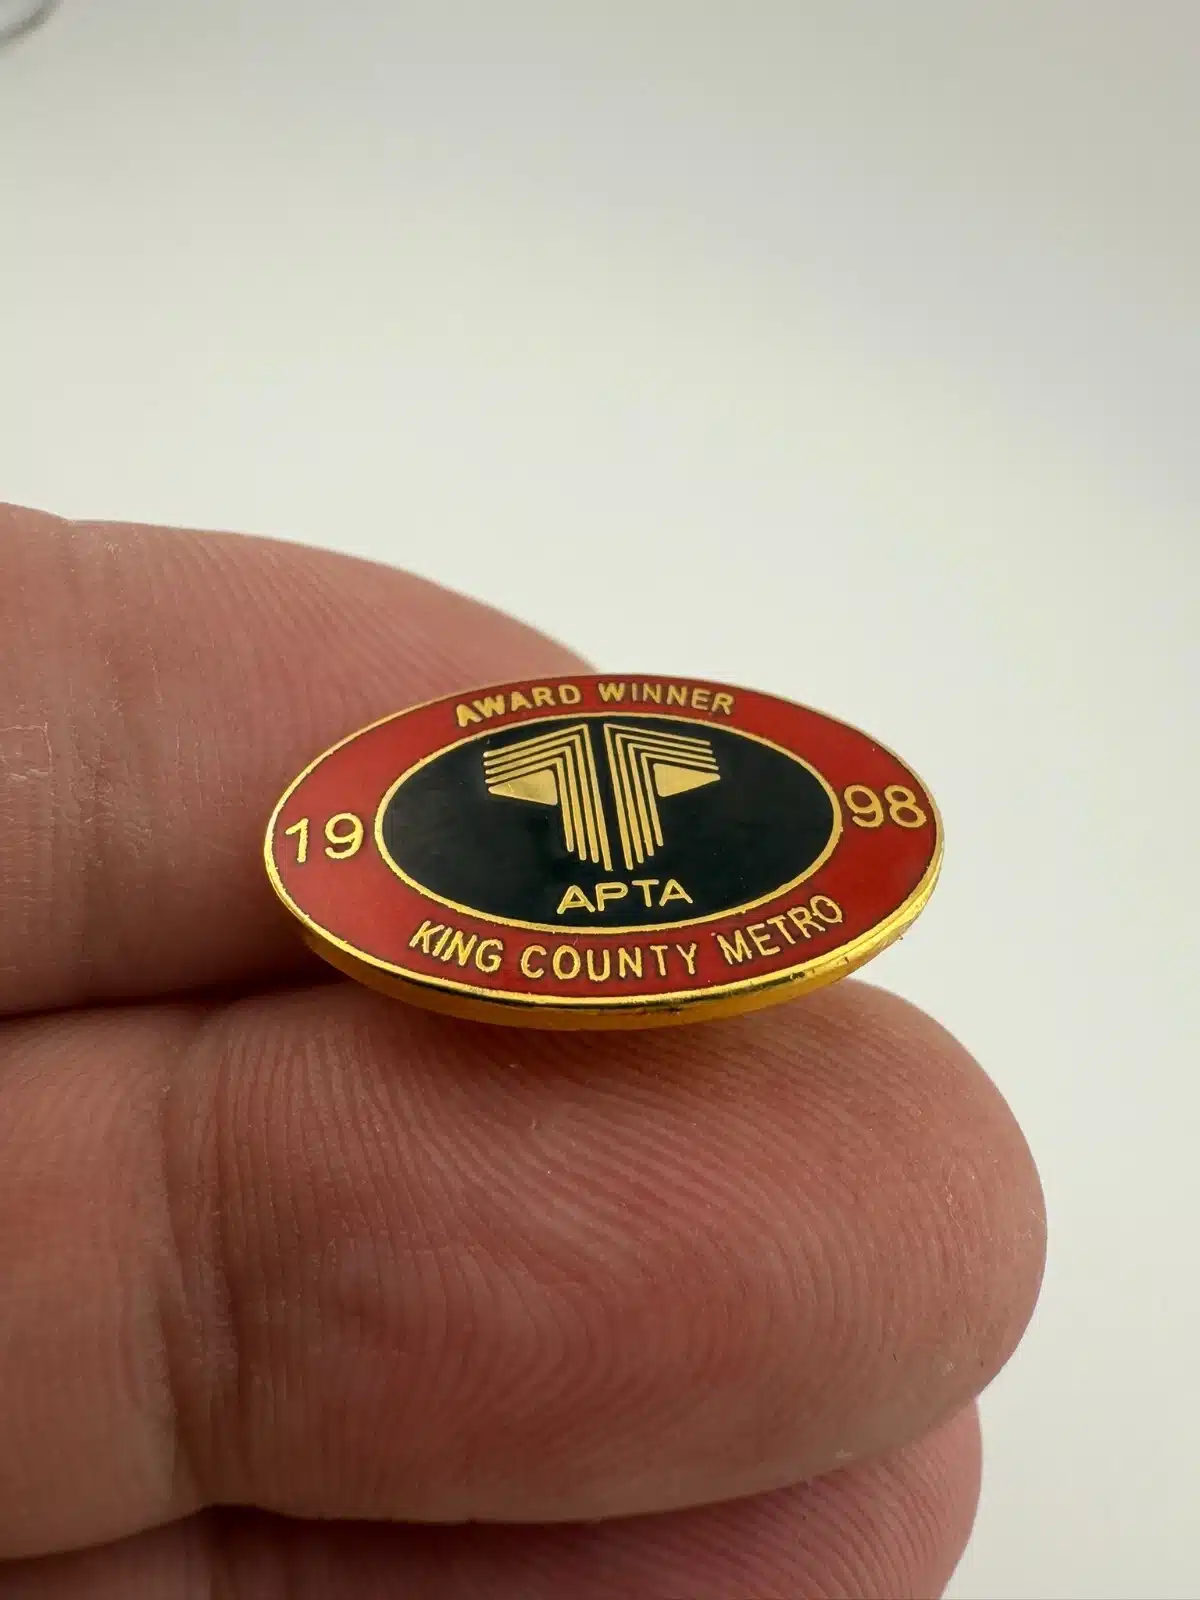 AWARD WINNER
19 98
APTA
KING COUNTY METRO